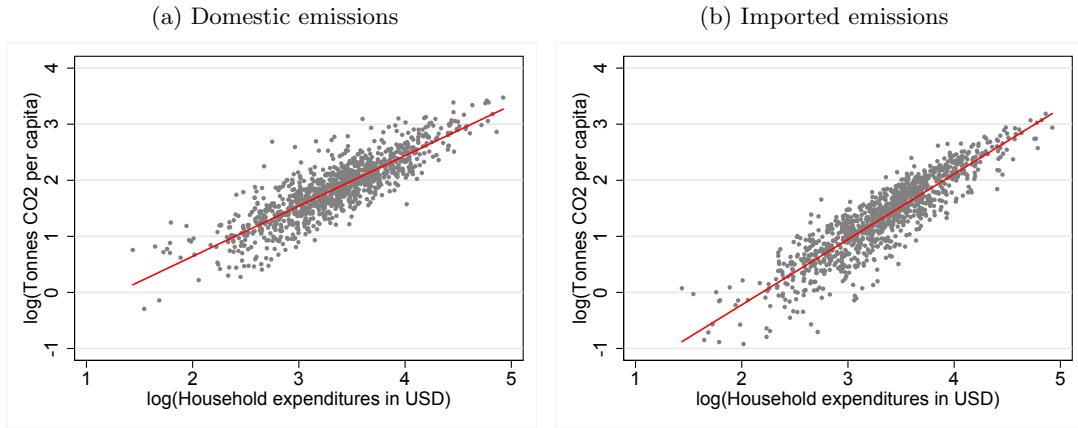 (a) Domestic emissions
log(Tonnes CO2 per capita)
4
3
2
1
0
-1
1 2 3 4 5
log(Household expenditures in USD)
(b) Imported emissions
log(Tonnes CO2 per capita)
4
3
2
1
0
-1
1 2 3 4 5
log(Household expenditures in USD)